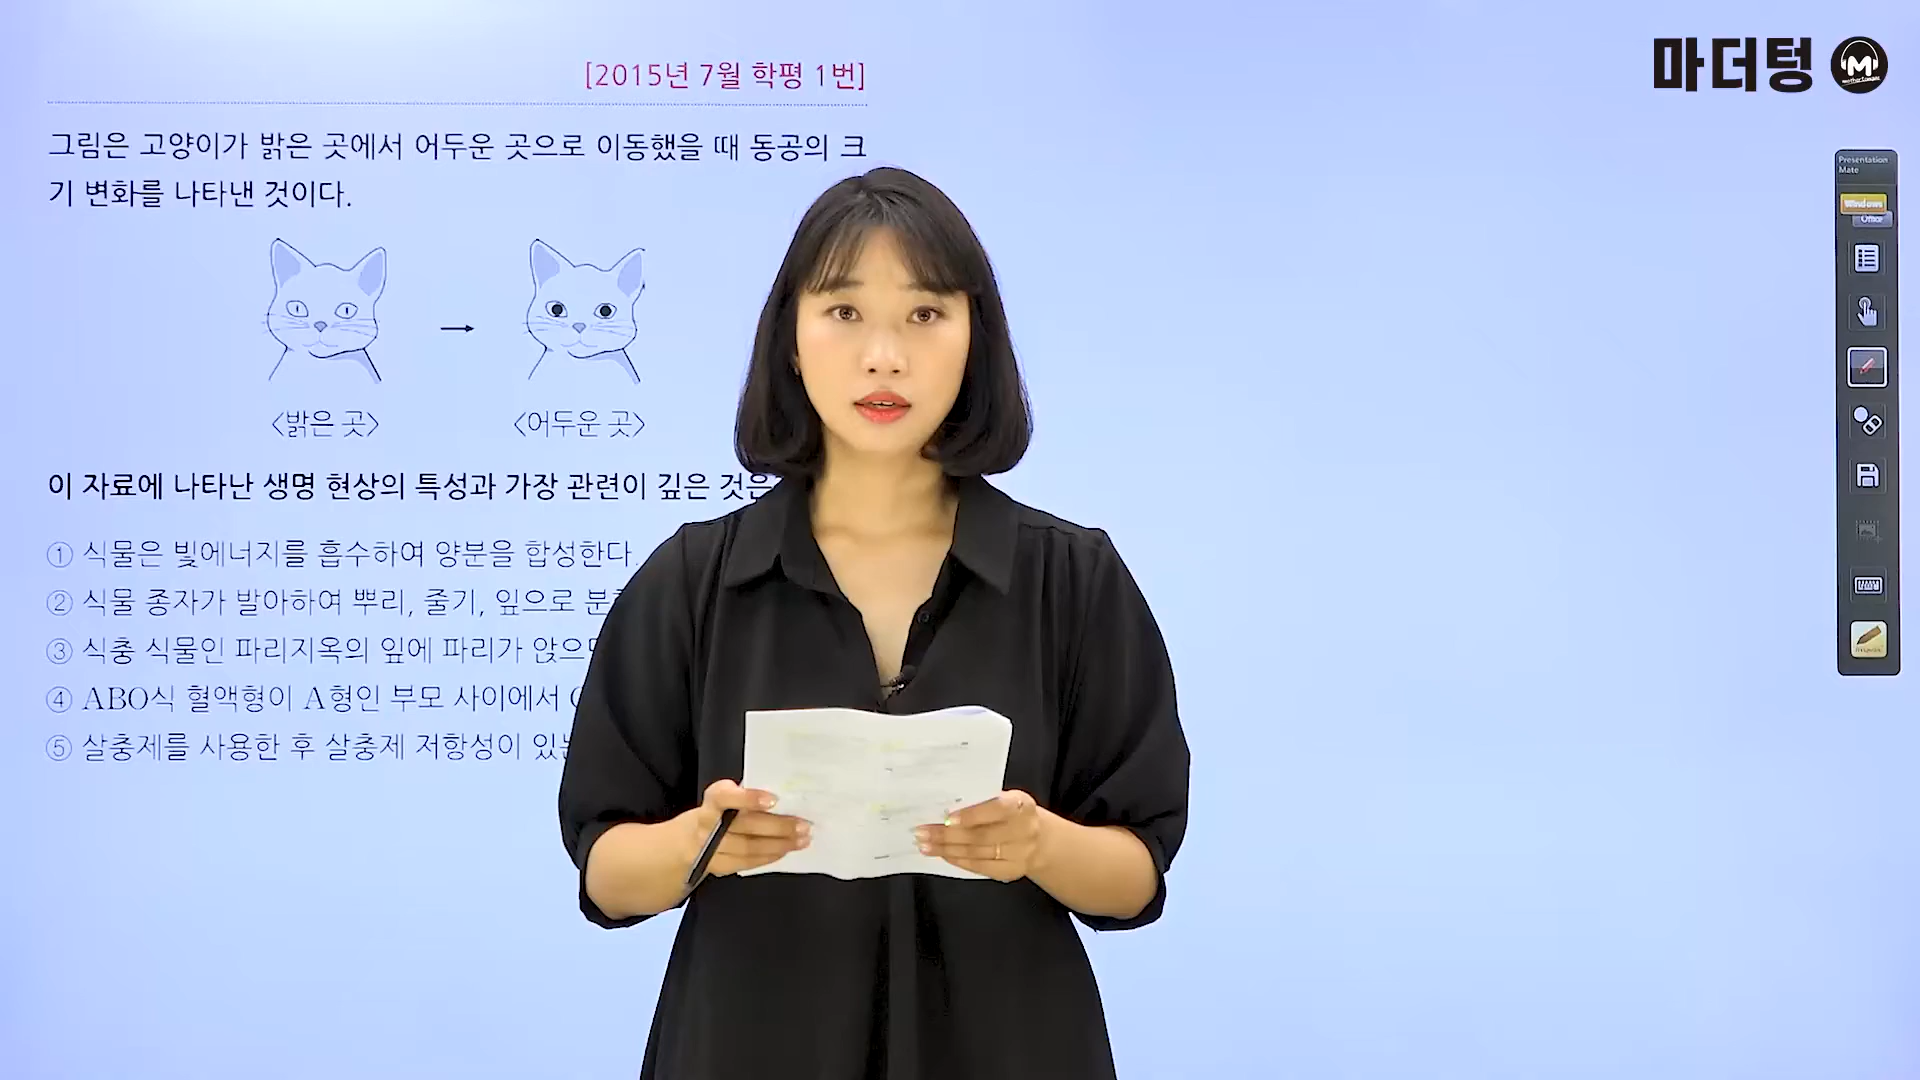 마더텅
M
[2015년 7월 학평 1번]
그림은 고양이가 밝은 곳에서 어두운 곳으로 이동했을 때 동공의 크
기 변화를 나타낸 것이다.
<밝은 곳>
<어두운 곳>
이 자료에 나타난 생명 현상의 특성과 가장 관련이 깊은 것은
① 식물은 빛에너지를 흡수하여 양분을 합성한다.
② 식물 종자가 발아하여 뿌리, 줄기, 잎으로
③ 식충 식물인 파리지옥의 잎에 파리가
④ ABO식 혈액형이 A형인 부모 사이에서
⑤ 살충제를 사용한 후 살충제 저항성이
Presentation
Mate
Windows
Office